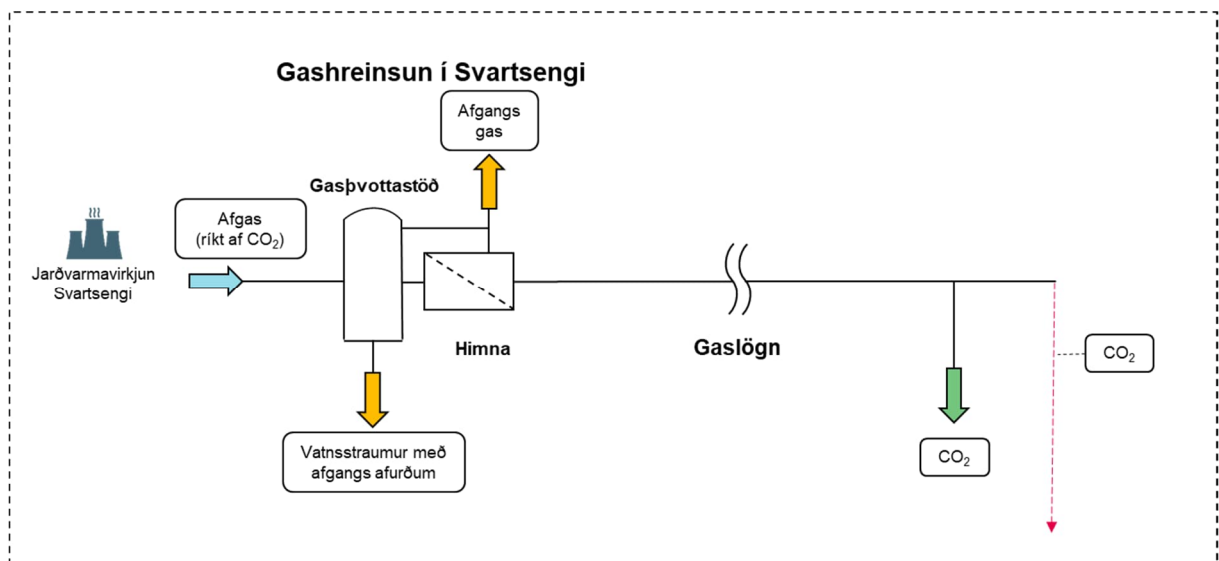 Gashreinsun í Svartsengi
Afgangs
gas
Gasþvottastöð
Afgas
(ríkt af CO₂)
Jarðvarmavirkjun
Svartsengi
Himna
Gaslögn
CO₂
CO₂
Vatnsstraumur með
afgangs afurðum